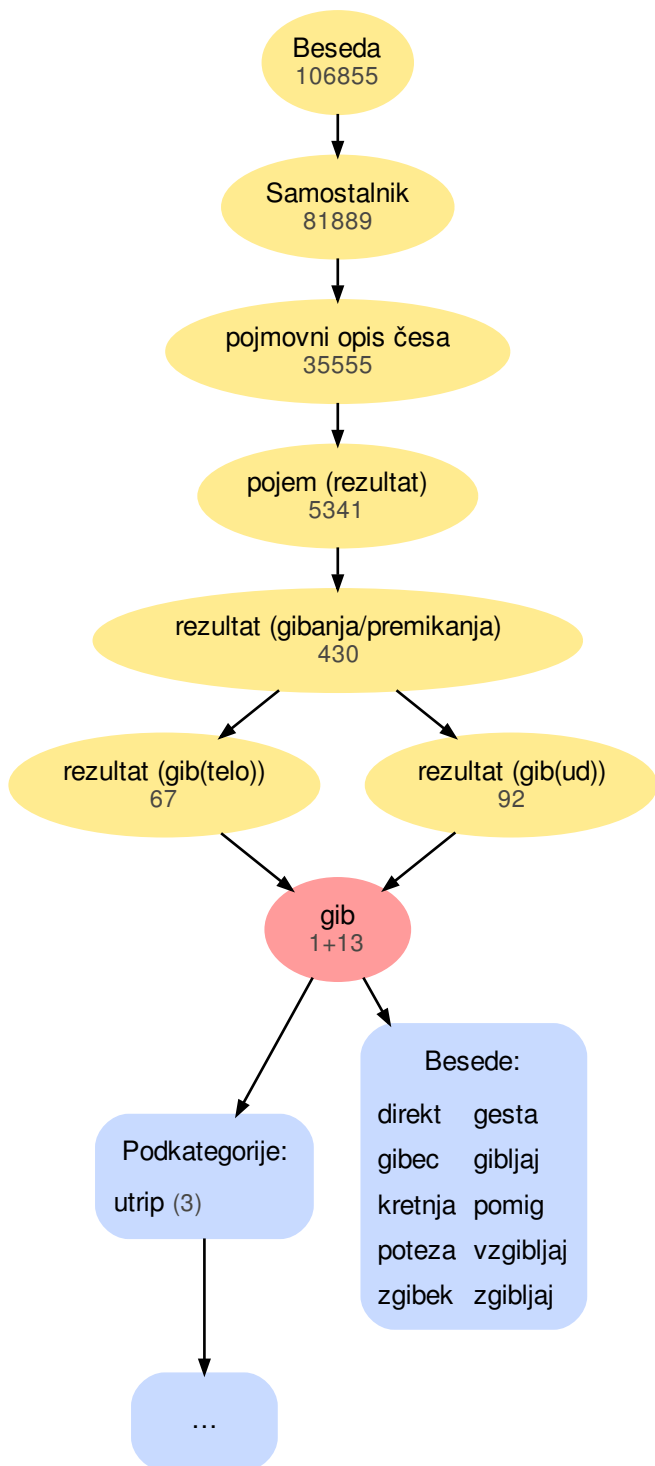 Beseda
106855
Samostalnik
81889
pojmovni opis česa
35555
pojem (rezultat)
5341
rezultat (gibanja/premikanja)
430
rezultat (gib(telo))
67
rezultat (gib(ud))
92
gib
1+13
Besede:
direkt gesta
gibec gibljaj
kretnja pomig
poteza vzgibljaj
zgibek zgibljaj
Podkategorije:
utrip (3)
...